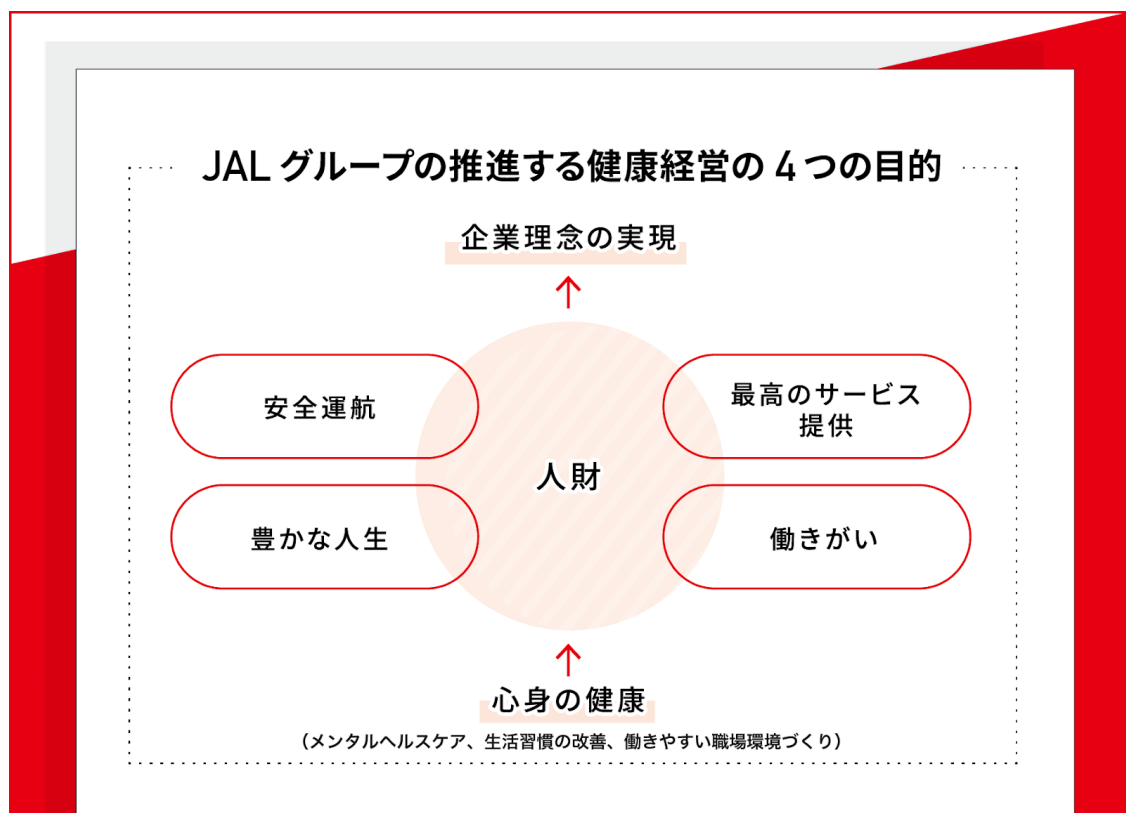 JALグループの推進する健康経営の4つの目的
企業理念の実現
↑
安全運航
最高のサービス
提供
人財
豊かな人生
働きがい
↑
心身の健康
(メンタルヘルスケア、生活習慣の改善、働きやすい職場環境づくり)